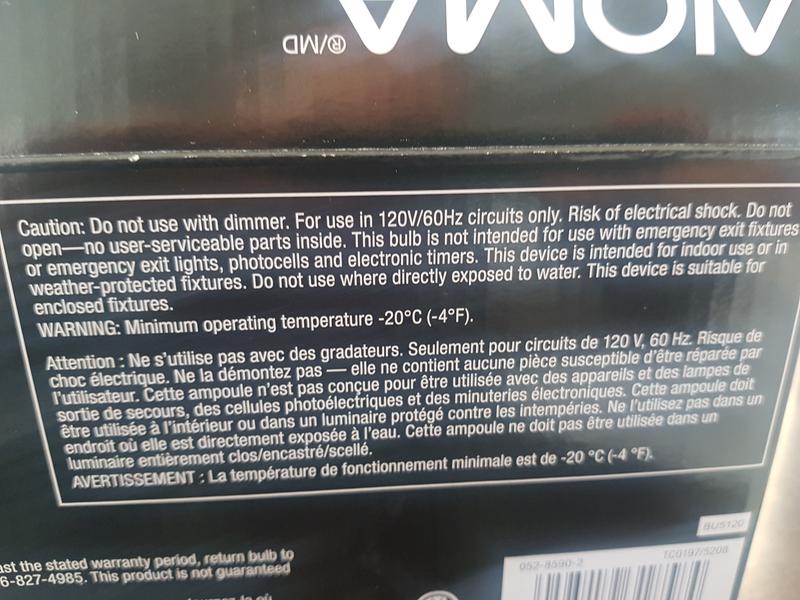 NOMA
®/MD
Caution: Do not use with dimmer. For use in 120V/60Hz circuits only. Risk of electrical shock. Do not
open—no user-serviceable parts inside. This bulb is not intended for use with emergency exit fixtures
or emergency exit lights, photocells and electronic timers. This device is intended for indoor use or in
weather-protected fixtures. Do not use where directly exposed to water. This device is suitable for
enclosed fixtures.
WARNING: Minimum operating temperature -20°C (-4°F).
Attention : Ne s'utilise pas avec des gradateurs. Seulement pour circuits de 120 V, 60 Hz. Risque de
choc électrique. Ne la démontez pas — elle ne contient aucune pièce susceptible d'être réparée par
l'utilisateur. Cette ampoule n'est pas conçue pour être utilisée avec des appareils et des lampes de
sortie de secours, des cellules photoélectriques et des minuteries électroniques. Cette ampoule doit
être utilisée à l'intérieur ou dans un luminaire protégé contre les intempéries. Ne l'utilisez pas dans un
endroit où elle est directement exposée à l'eau. Cette ampoule ne doit pas être utilisée dans un
luminaire entièrement clos/encastré/scellé.
AVERTISSEMENT : La température de fonctionnement minimale est de -20 °C (-4 °F).
BU5120
ast the stated warranty period, return bulb to
6-827-4985. This product is not guaranteed
052-8590-2
TC0197/5208